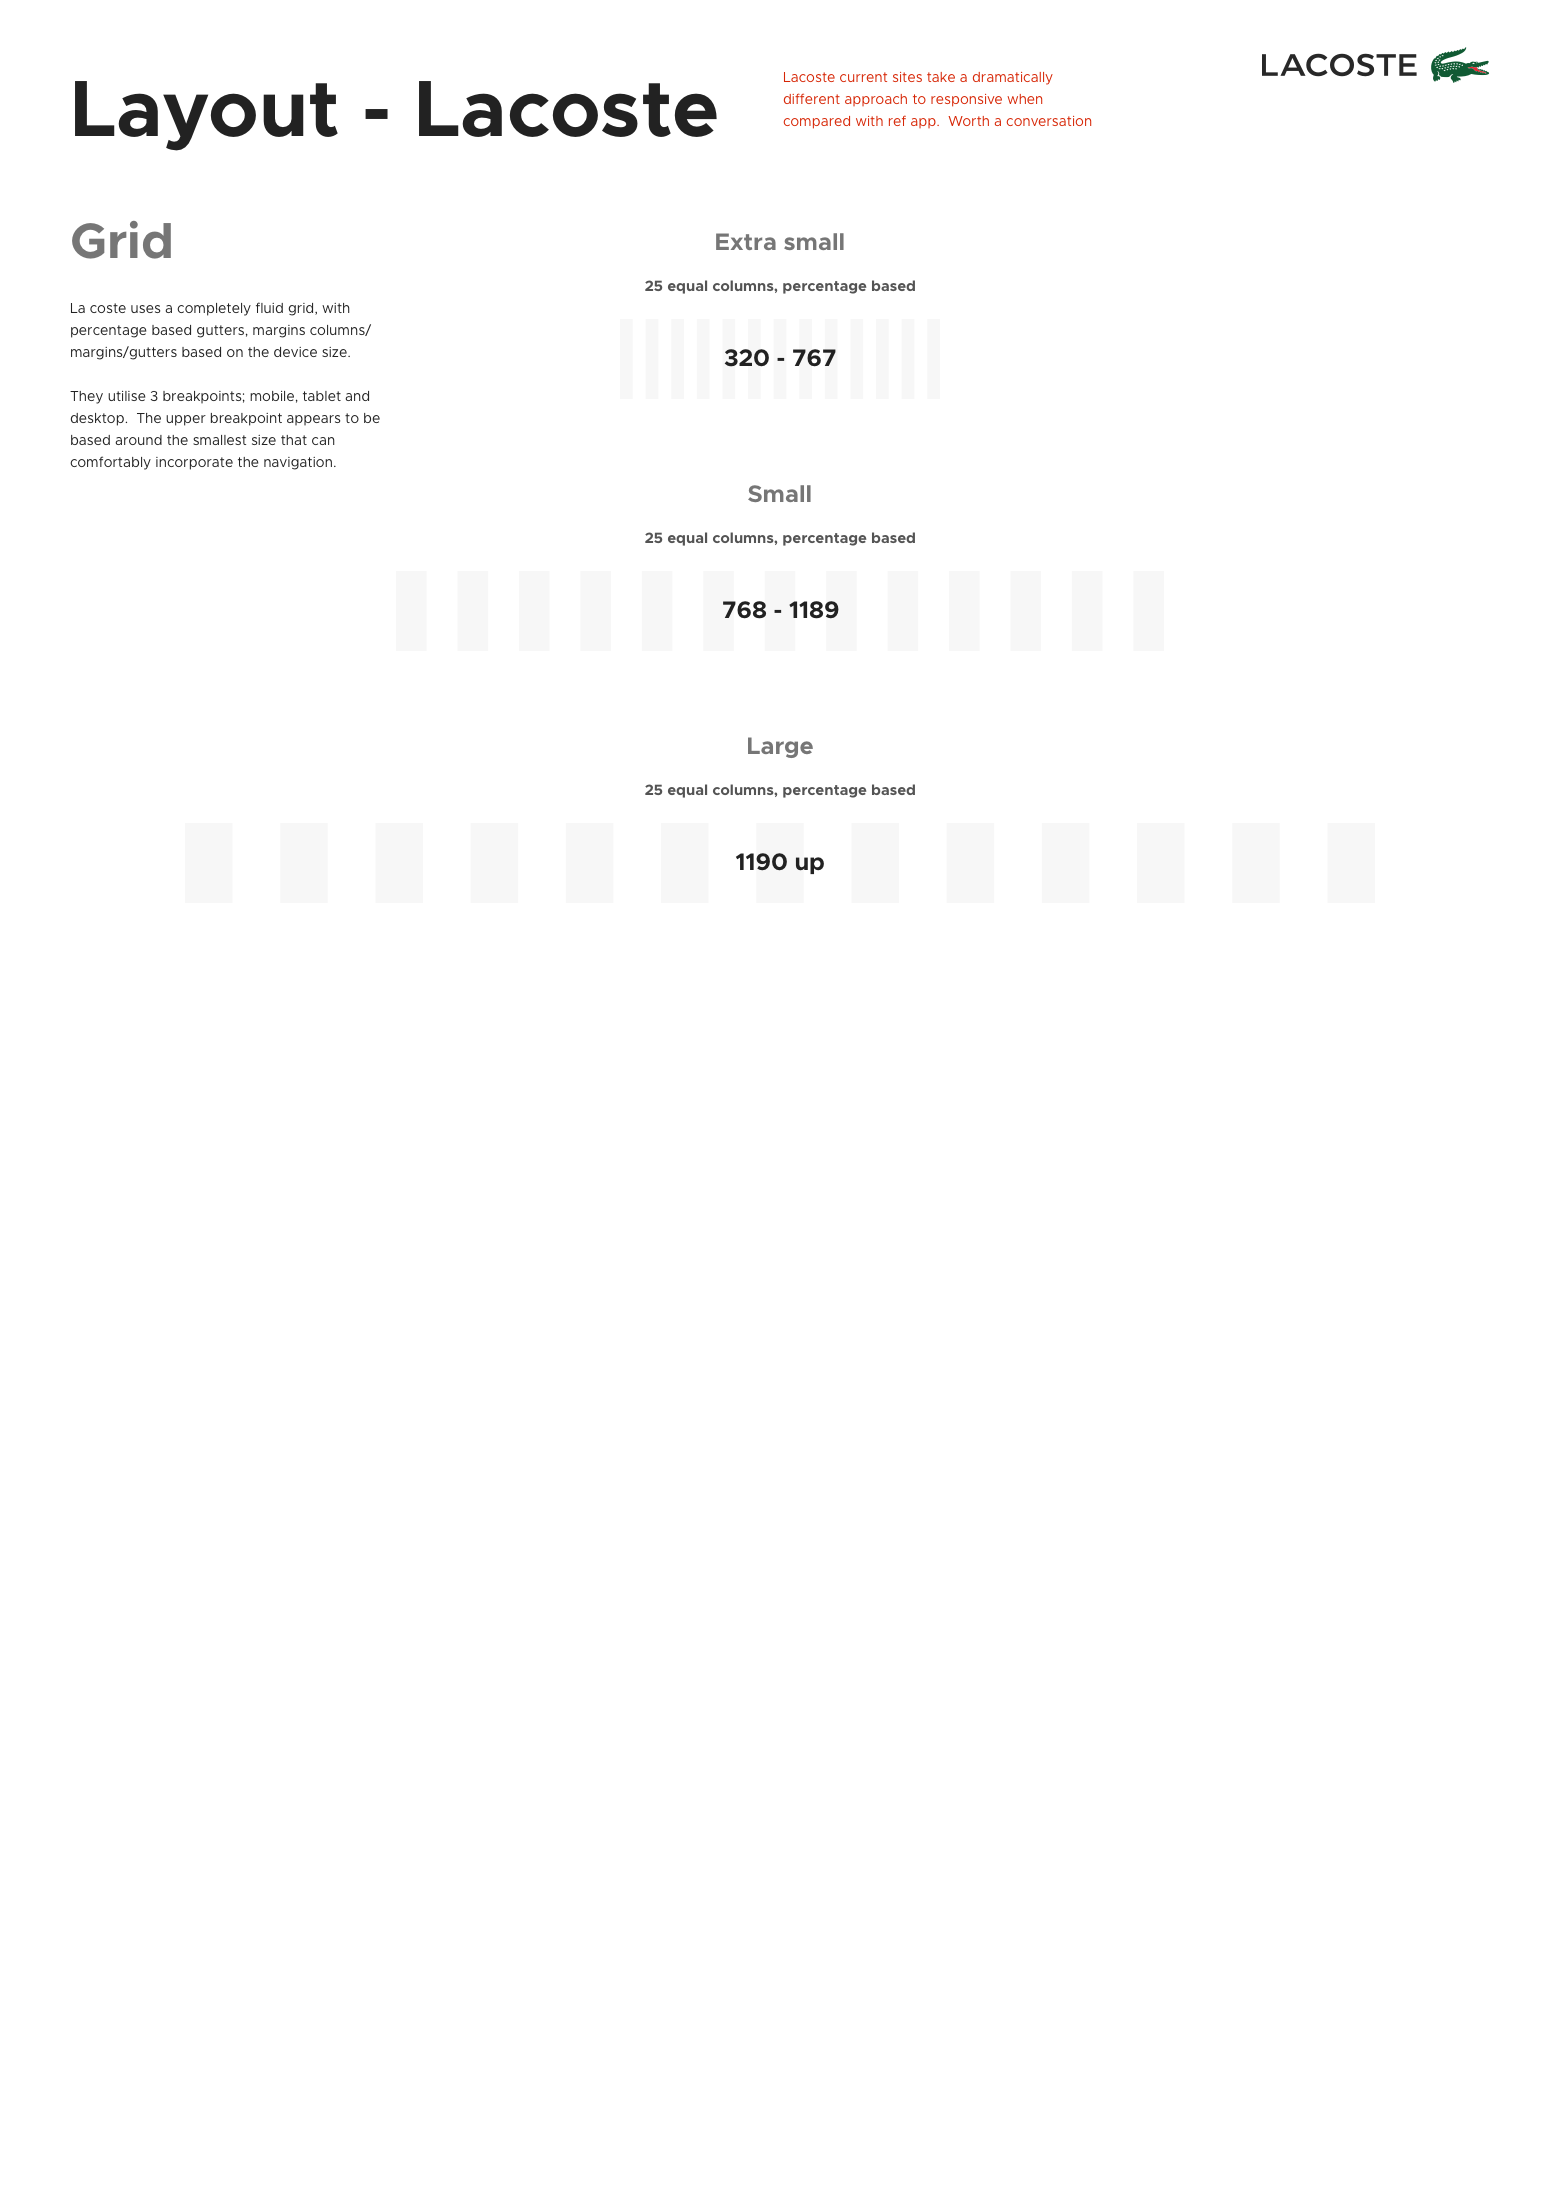 Layout - Lacoste
Lacoste current sites take a dramatically
different approach to responsive when
compared with ref app.  Worth a conversation
LACOSTE
Grid
La coste uses a completely fluid grid, with
percentage based gutters, margins columns/
margins/gutters based on the device size.
They utilise 3 breakpoints; mobile, tablet and
desktop.  The upper breakpoint appears to be
based around the smallest size that can
comfortably incorporate the navigation.
Extra small
25 equal columns, percentage based
320 - 767
Small
25 equal columns, percentage based
768 - 1189
Large
25 equal columns, percentage based
1190 up